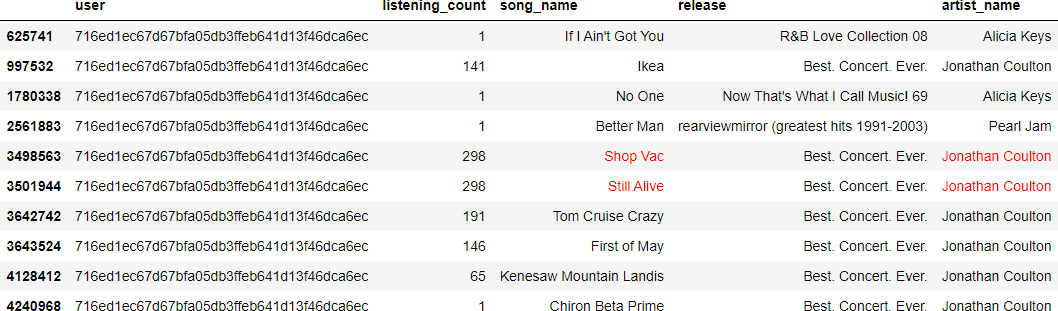 user listening_count song_name release artist_name
625741 716ed1ec67d67bfa05db3ffeb641d13f46dca6ec 1 If I Ain't Got You R&B Love Collection 08 Alicia Keys
997532 716ed1ec67d67bfa05db3ffeb641d13f46dca6ec 141 Ikea Best. Concert. Ever. Jonathan Coulton
1780338 716ed1ec67d67bfa05db3ffeb641d13f46dca6ec 1 No One Now That's What I Call Music! 69 Alicia Keys
2561883 716ed1ec67d67bfa05db3ffeb641d13f46dca6ec 1 Better Man rearviewmirror (greatest hits 1991-2003) Pearl Jam
3498563 716ed1ec67d67bfa05db3ffeb641d13f46dca6ec 298 Shop Vac Best. Concert. Ever. Jonathan Coulton
3501944 716ed1ec67d67bfa05db3ffeb641d13f46dca6ec 298 Still Alive Best. Concert. Ever. Jonathan Coulton
3642742 716ed1ec67d67bfa05db3ffeb641d13f46dca6ec 191 Tom Cruise Crazy Best. Concert. Ever. Jonathan Coulton
3643524 716ed1ec67d67bfa05db3ffeb641d13f46dca6ec 146 First of May Best. Concert. Ever. Jonathan Coulton
4128412 716ed1ec67d67bfa05db3ffeb641d13f46dca6ec 65 Kenesaw Mountain Landis Best. Concert. Ever. Jonathan Coulton
4240968 716ed1ec67d67bfa05db3ffeb641d13f46dca6ec 1 Chiron Beta Prime Best. Concert. Ever. Jonathan Coulton